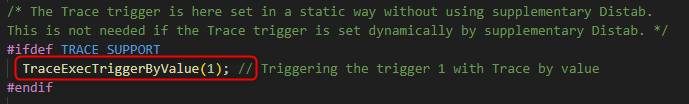 /* The Trace trigger is here set in a static way without using supplementary Distab.
This is not needed if the Trace trigger is set dynamically by supplementary Distab. */
#ifdef TRACE_SUPPORT
TraceExecTriggerByValue(1); // Triggering the trigger 1 with Trace by value
#endif